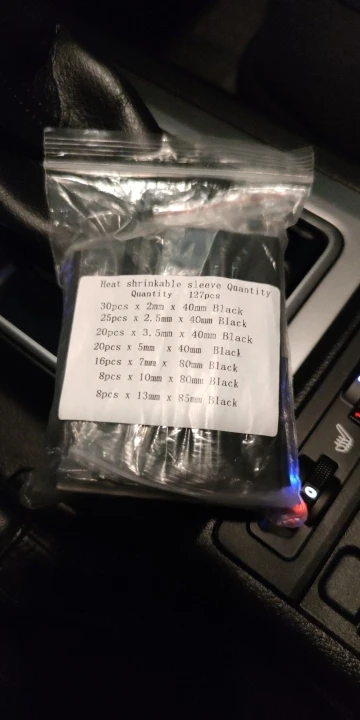 Heat shrinkable sleeve Quantity
Quantity 127pcs
30pcs x 2mm x 40mm Black
25pcs x 2.5mm x 40mm Black
20pcs x 3.5mm x 40mm Black
20pcs x 5mm x 40mm Black
16pcs x 7mm x 80mm Black
8pcs x 10mm x 80mm Black
8pcs x 13mm x 85mm Black